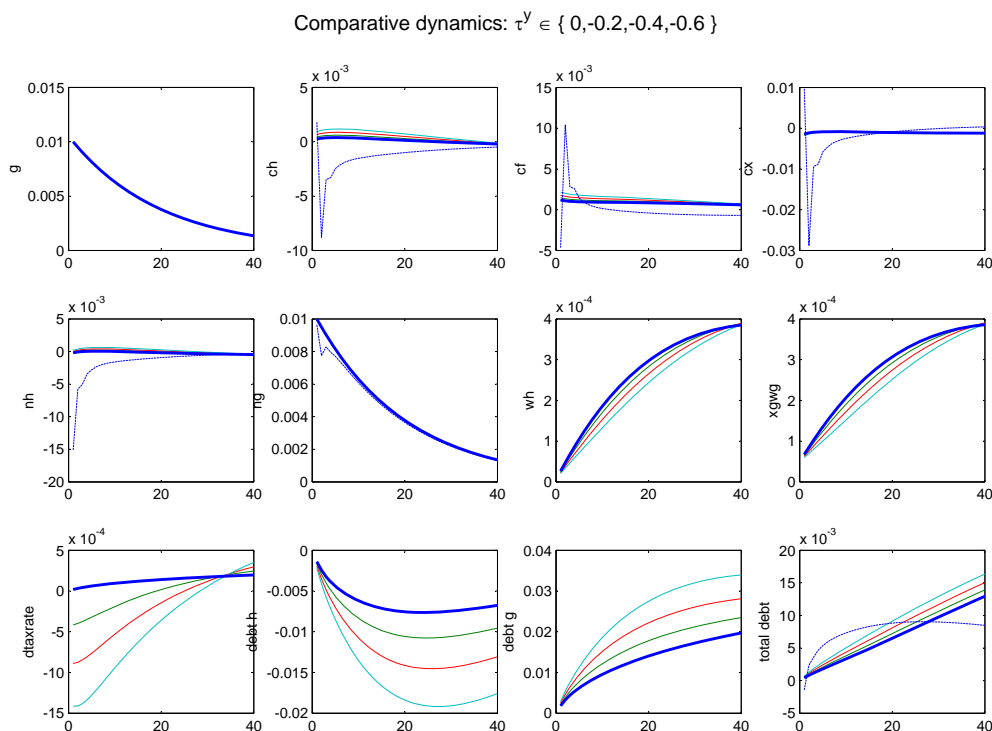 Comparative dynamics: τ^y ∈ { 0,-0.2,-0.4,-0.6 }
0.015
0.01
0.005
0
g
0 20 40
x 10^-3
5
0
-5
-10
ch
0 20 40
x 10^-3
15
10
5
0
-5
cf
0 20 40
0.01
0
-0.01
-0.02
-0.03
cx
0 20 40
x 10^-3
5
0
-5
-10
-15
-20
nh
0 20 40
0.01
0.008
0.006
0.004
0.002
0
ng
0 20 40
x 10^-4
4
3
2
1
0
wh
0 20 40
x 10^-4
4
3
2
1
0
xgwg
0 20 40
x 10^-4
5
0
-5
-10
-15
dtaxrate
0 20 40
0
-0.005
-0.01
-0.015
-0.02
debt h
0 20 40
0.04
0.03
0.02
0.01
0
debt g
0 20 40
x 10^-3
20
15
10
5
0
-5
total debt
0 20 40